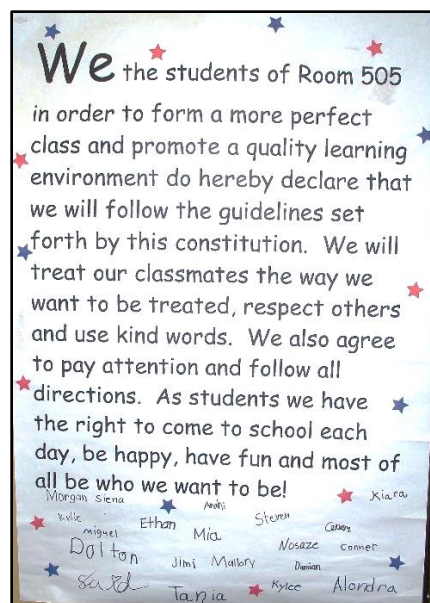 We the students of Room 505
in order to form a more perfect
class and promote a quality learning
environment do hereby declare that
we will follow the guidelines set
forth by this constitution. We will
treat our classmates the way we
want to be treated, respect others
and use kind words. We also agree
to pay attention and follow all
directions. As students we have
the right to come to school each
day, be happy, have fun and most of
all be who we want to be!
Morgan Siena Kiara
Kylie Ethan Steven
miguel Mia
Dalton Nosaze Conner
Jimi Mallory Damian
Tania Kylee Alondra